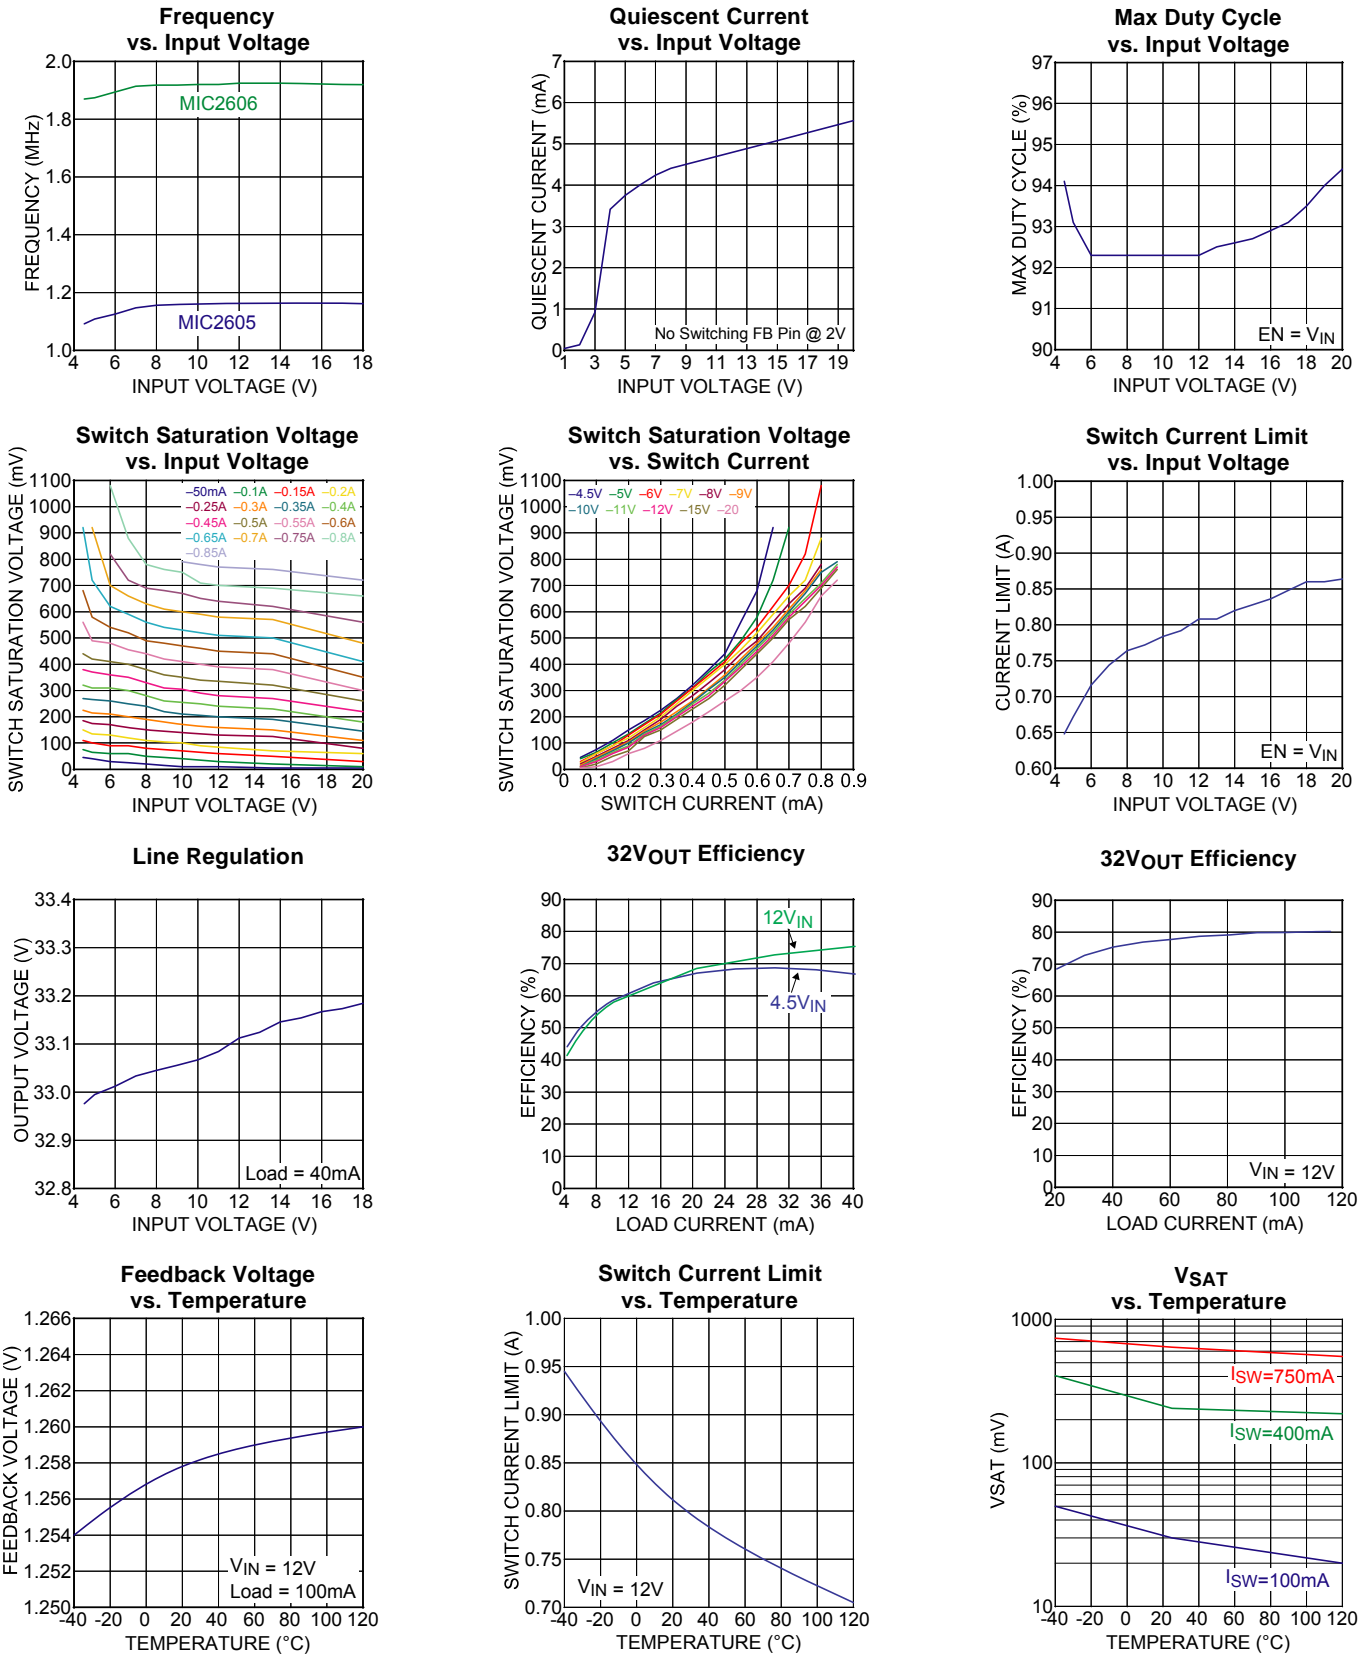 Frequency
vs. Input Voltage
FREQUENCY (MHz)
2.0
1.8
1.6
1.4
1.2
1.0
MIC2606
MIC2605
4 6 8 10 12 14 16 18
INPUT VOLTAGE (V)
Quiescent Current
vs. Input Voltage
QUIESCENT CURRENT (mA)
7
6
5
4
3
2
1
0
No Switching FB Pin @ 2V
1 3 5 7 9 11 13 15 17 19
INPUT VOLTAGE (V)
Max Duty Cycle
vs. Input Voltage
MAX DUTY CYCLE (%)
97
96
95
94
93
92
91
90
EN = VIN
4 6 8 10 12 14 16 18 20
INPUT VOLTAGE (V)
Switch Saturation Voltage
vs. Input Voltage
SWITCH SATURATION VOLTAGE (mV)
1100
1000
900
800
700
600
500
400
300
200
100
0
–50mA –0.1A –0.15A –0.2A
–0.25A –0.3A –0.35A –0.4A
–0.45A –0.5A –0.55A –0.6A
–0.65A –0.7A –0.75A –0.8A
–0.85A
4 6 8 10 12 14 16 18 20
INPUT VOLTAGE (V)
Switch Saturation Voltage
vs. Switch Current
SWITCH SATURATION VOLTAGE (mV)
1100
1000
900
800
700
600
500
400
300
200
100
0
–4.5V –5V –6V –7V –8V –9V
–10V –11V –12V –15V –20
0 0.1 0.2 0.3 0.4 0.5 0.6 0.7 0.8 0.9
SWITCH CURRENT (mA)
Switch Current Limit
vs. Input Voltage
CURRENT LIMIT (A)
1.00
0.95
0.90
0.85
0.80
0.75
0.70
0.65
0.60
EN = VIN
4 6 8 10 12 14 16 18 20
INPUT VOLTAGE (V)
Line Regulation
OUTPUT VOLTAGE (V)
33.4
33.3
33.2
33.1
33.0
32.9
32.8
Load = 40mA
4 6 8 10 12 14 16 18
INPUT VOLTAGE (V)
32VOUT Efficiency
EFFICIENCY (%)
90
80
70
60
50
40
30
20
10
0
12VIN
4.5VIN
4 8 12 16 20 24 28 32 36 40
LOAD CURRENT (mA)
32VOUT Efficiency
EFFICIENCY (%)
90
80
70
60
50
40
30
20
10
0
VIN = 12V
20 40 60 80 100 120
LOAD CURRENT (mA)
Feedback Voltage
vs. Temperature
FEEDBACK VOLTAGE (V)
1.266
1.264
1.262
1.260
1.258
1.256
1.254
1.252
1.250
VIN = 12V
Load = 100mA
-40 -20 0 20 40 60 80 100 120
TEMPERATURE (°C)
Switch Current Limit
vs. Temperature
SWITCH CURRENT LIMIT (A)
1.00
0.95
0.90
0.85
0.80
0.75
0.70
VIN = 12V
-40 -20 0 20 40 60 80 100 120
TEMPERATURE (°C)
VSAT
vs. Temperature
VSAT (mV)
1000
100
10
ISW=750mA
ISW=400mA
ISW=100mA
-40 -20 0 20 40 60 80 100 120
TEMPERATURE (°C)